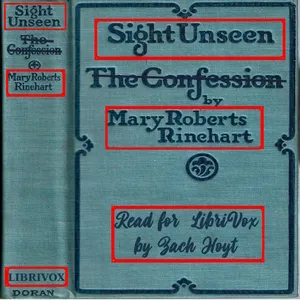 Sight
Unseen
The
Confession
Mary Roberts
Rinehart
LIBRIVOX
DORAN
Sight Unseen
The Confession
by
Mary Roberts
Rinehart
Read for LibriVox
by Zach Hoyt